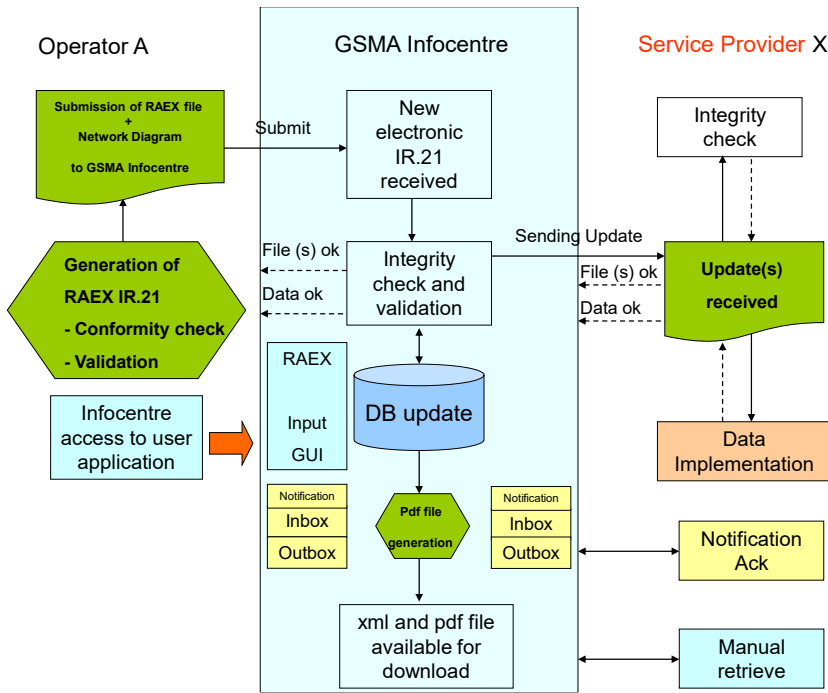 Operator A
GSMA Infocentre
Service Provider X
Submission of RAEX file
+
Network Diagram
to GSMA Infocentre
Submit
New
electronic
IR.21
received
Integrity
check
Generation of
RAEX IR.21
- Conformity check
- Validation
File (s) ok
Data ok
Integrity
check and
validation
Sending Update
File (s) ok
Data ok
Update(s)
received
Infocentre
access to user
application
RAEX
Input
GUI
DB update
Data
Implementation
Notification
Inbox
Outbox
Pdf file
generation
Notification
Inbox
Outbox
Notification
Ack
xml and pdf file
available for
download
Manual
retrieve